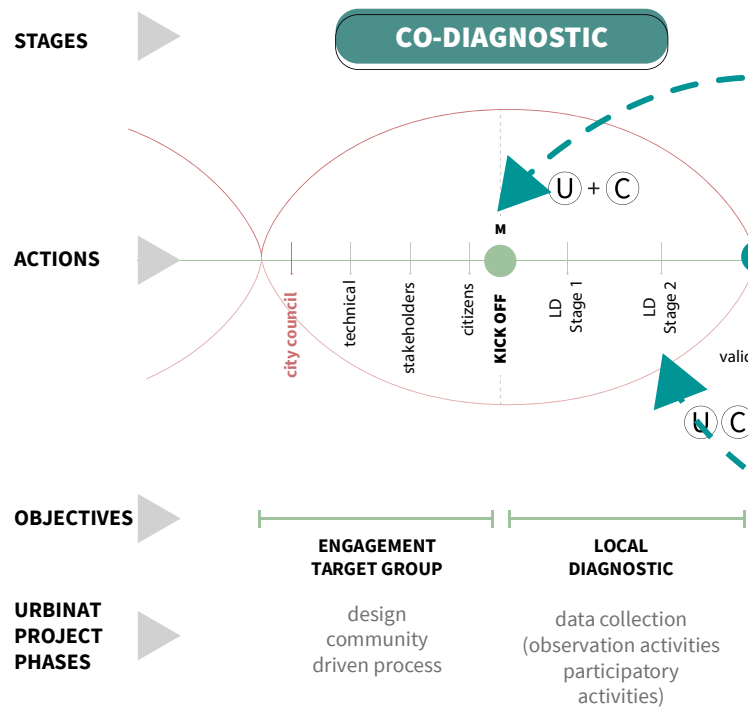 STAGES
CO-DIAGNOSTIC
U + C
M
ACTIONS
city council
technical
stakeholders
citizens
KICK OFF
LD
Stage 1
LD
Stage 2
valid
U C
OBJECTIVES
ENGAGEMENT
TARGET GROUP
LOCAL
DIAGNOSTIC
URBINAT
PROJECT
PHASES
design
community
driven process
data collection
(observation activities
participatory
activities)